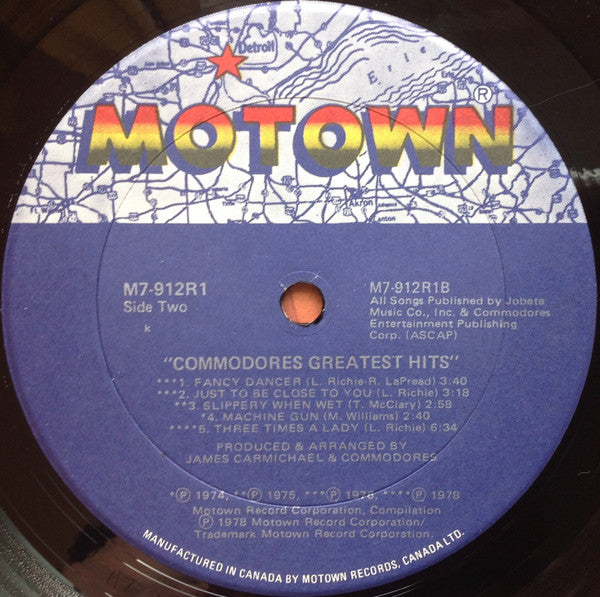 Detroit
Erie
MOTOWN®
Akron
Canton
M7-912R1
Side Two
k
M7-912R1B
All Songs Published by Jobete
Music Co., Inc. & Commodores
Entertainment Publishing
Corp. (ASCAP)
"COMMODORES GREATEST HITS"
***1. FANCY DANCER (L. Richie-R. LaPread) 3:40
***2. JUST TO BE CLOSE TO YOU (L. Richie) 3:18
**3. SLIPPERY WHEN WET (T. McClary) 2:58
*4. MACHINE GUN (M. Williams) 2:40
****5. THREE TIMES A LADY (L. Richie) 6:34
PRODUCED & ARRANGED BY
JAMES CARMICHAEL & COMMODORES
*Ⓟ 1974, **Ⓟ 1975, ***Ⓟ 1976, ****Ⓟ 1978
Motown Record Corporation, Compilation
Ⓟ 1978 Motown Record Corporation/
Trademark Motown Record Corporation.
MANUFACTURED IN CANADA BY MOTOWN RECORDS, CANADA LTD.